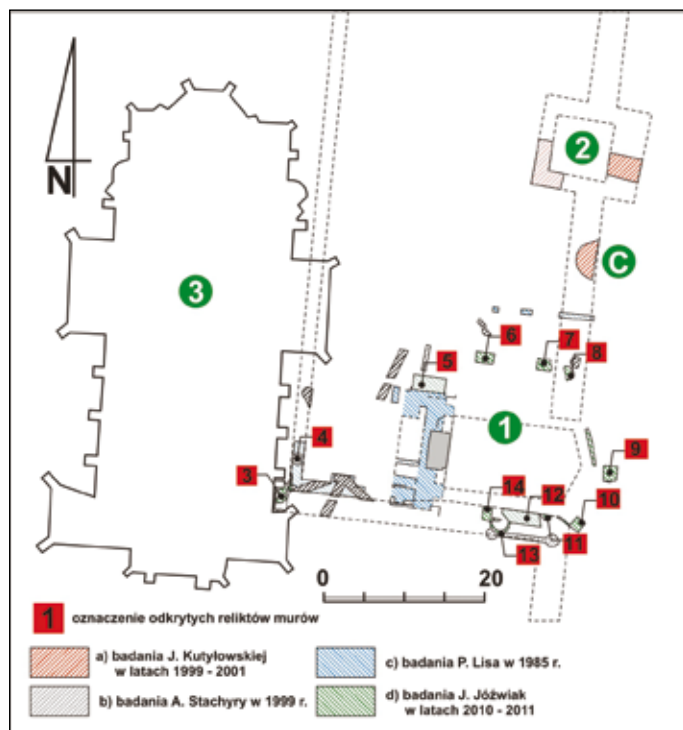 N
2
3
C
6
7
8
5
1
4
9
3
14
12
10
13
11
0 20
1 oznaczenie odkrytych reliktów murów
a) badania J. Kutyłowskiej
w latach 1999 - 2001
b) badania A. Stachyry w 1999 r.
c) badania P. Lisa w 1985 r.
d) badania J. Jóźwiak
w latach 2010 - 2011